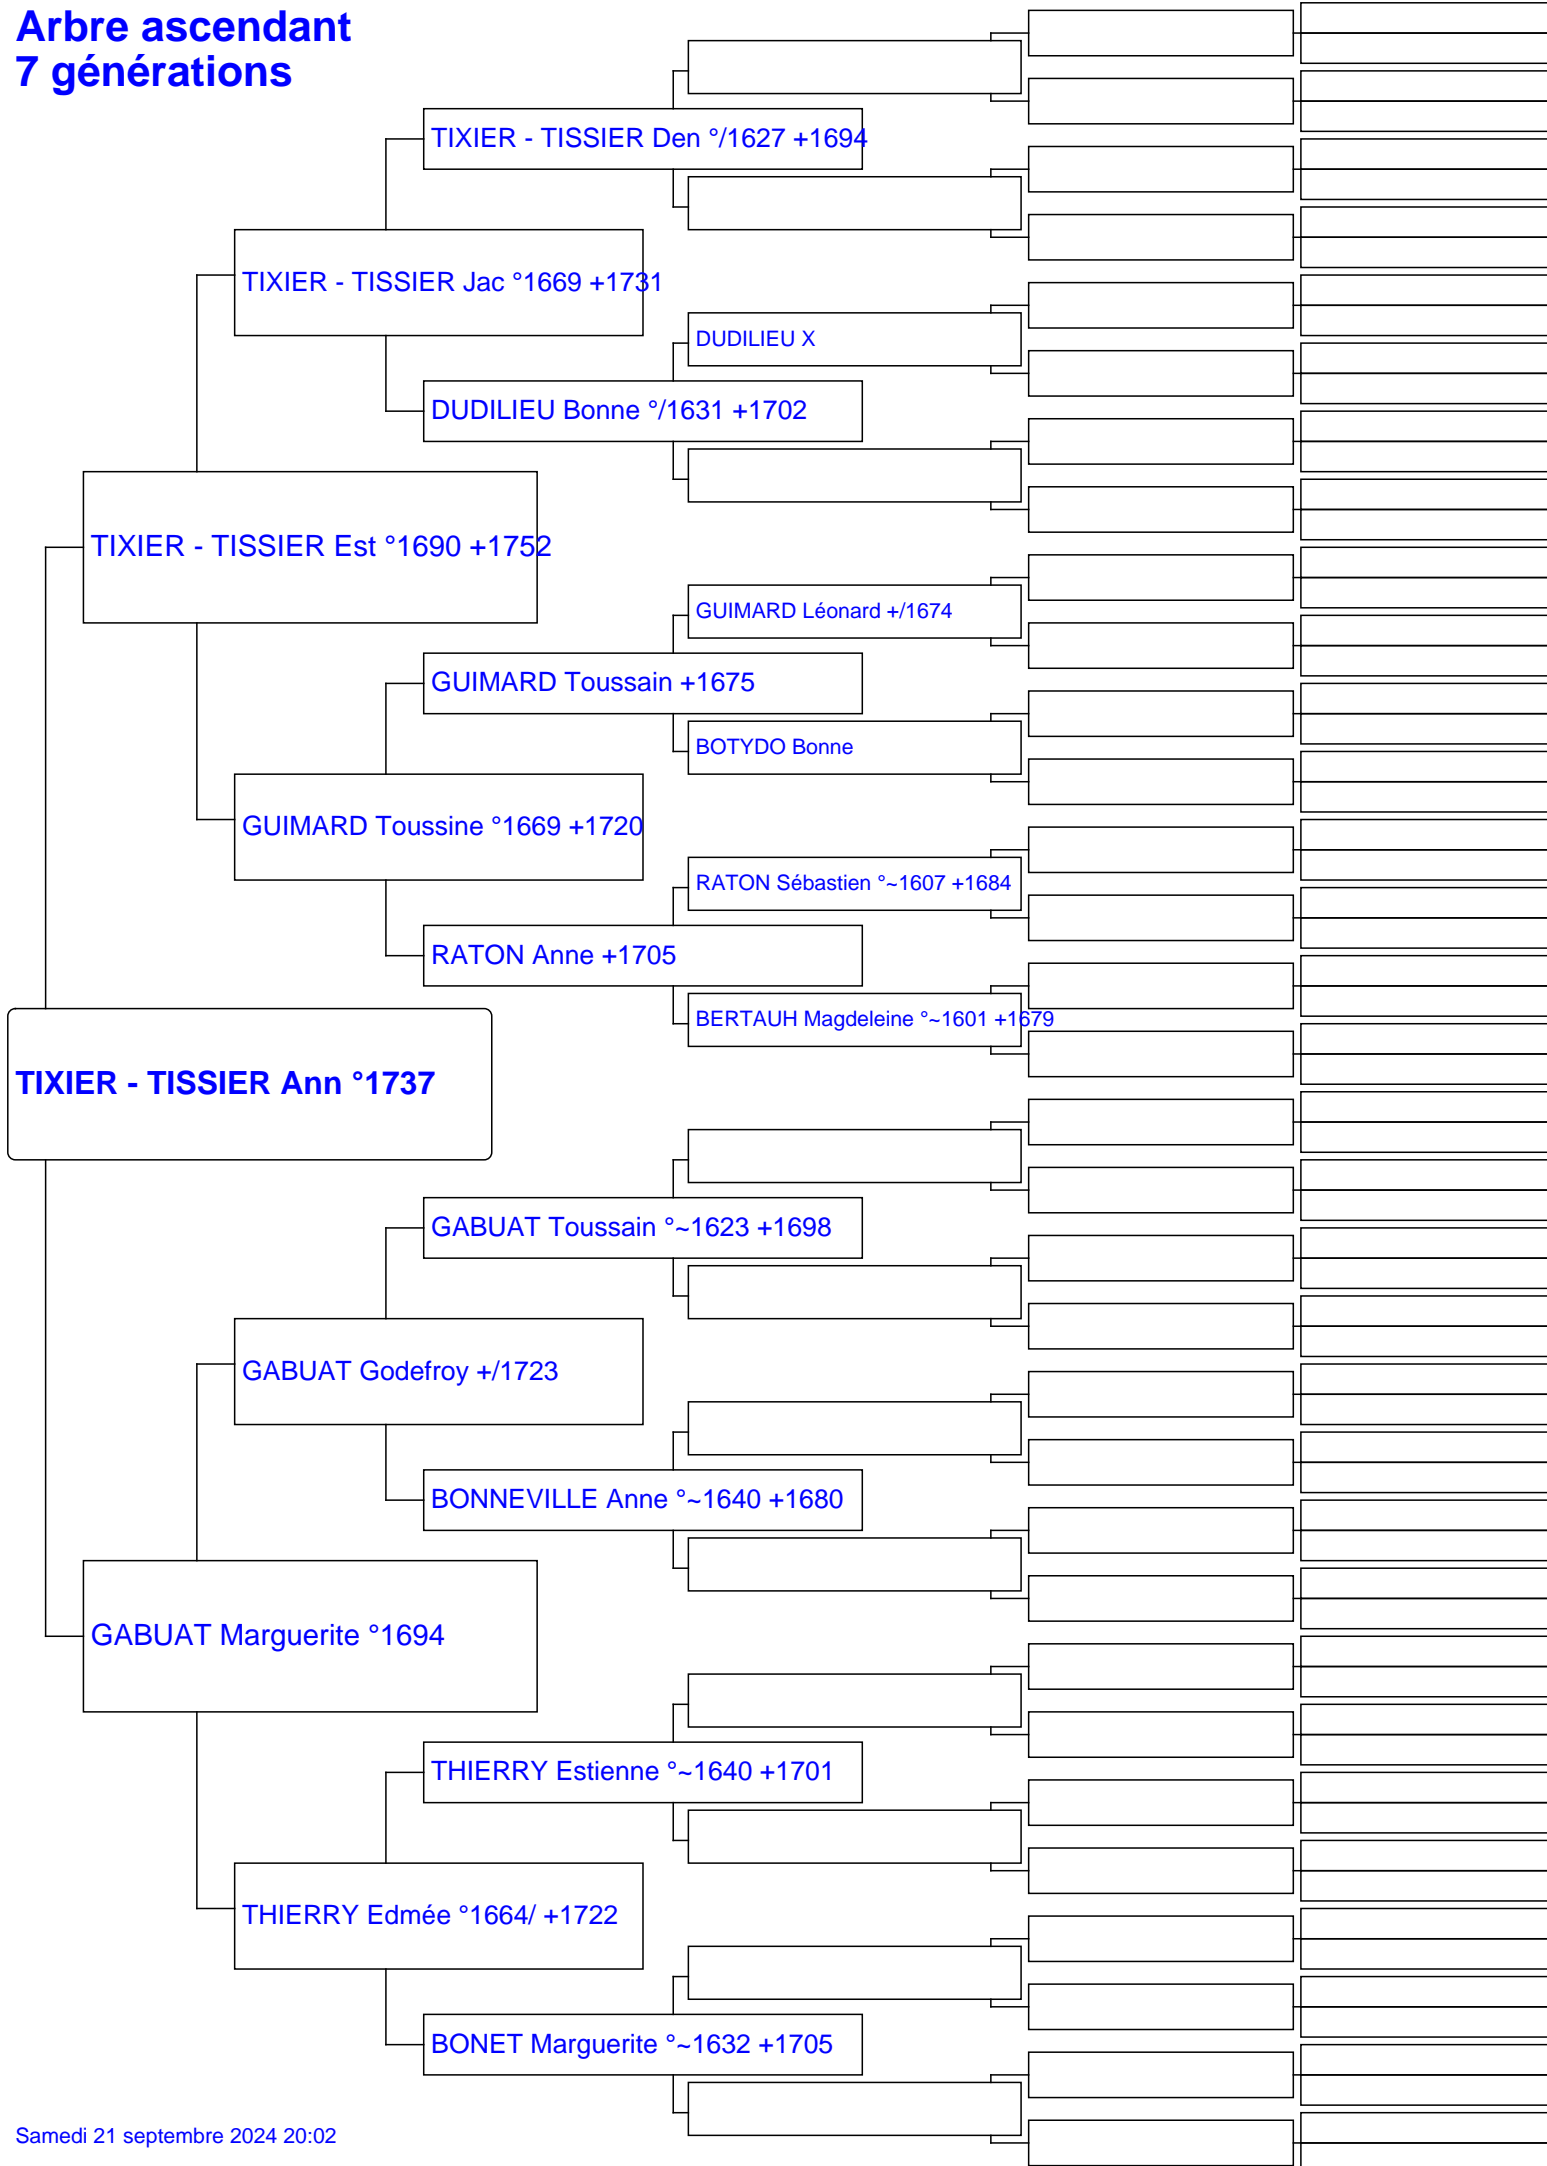 Arbre ascendant
7 générations
TIXIER - TISSIER Den °/1627 +1694
TIXIER - TISSIER Jac °1669 +1731
DUDILIEU X
DUDILIEU Bonne °/1631 +1702
TIXIER - TISSIER Est °1690 +1752
GUIMARD Léonard +/1674
GUIMARD Toussain +1675
BOTYDO Bonne
GUIMARD Toussine °1669 +1720
RATON Sébastien °~1607 +1684
RATON Anne +1705
BERTAUH Magdeleine °~1601 +1679
TIXIER - TISSIER Ann °1737
GABUAT Toussain °~1623 +1698
GABUAT Godefroy +/1723
BONNEVILLE Anne °~1640 +1680
GABUAT Marguerite °1694
THIERRY Estienne °~1640 +1701
THIERRY Edmée °1664/ +1722
BONET Marguerite °~1632 +1705
Samedi 21 septembre 2024 20:02